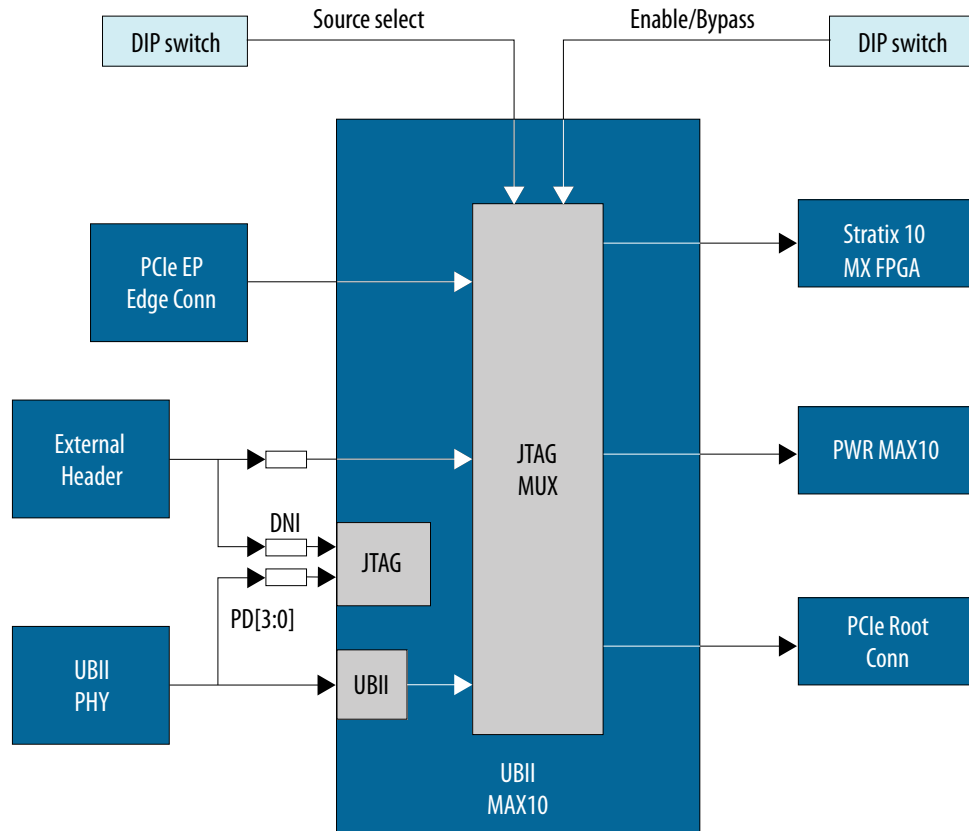 Source select
Enable/Bypass
DIP switch
DIP switch
PCIe EP
Edge Conn
Stratix 10
MX FPGA
External
Header
JTAG
MUX
PWR MAX10
DNI
JTAG
PD[3:0]
UBII
PHY
UBII
PCIe Root
Conn
UBII
MAX10